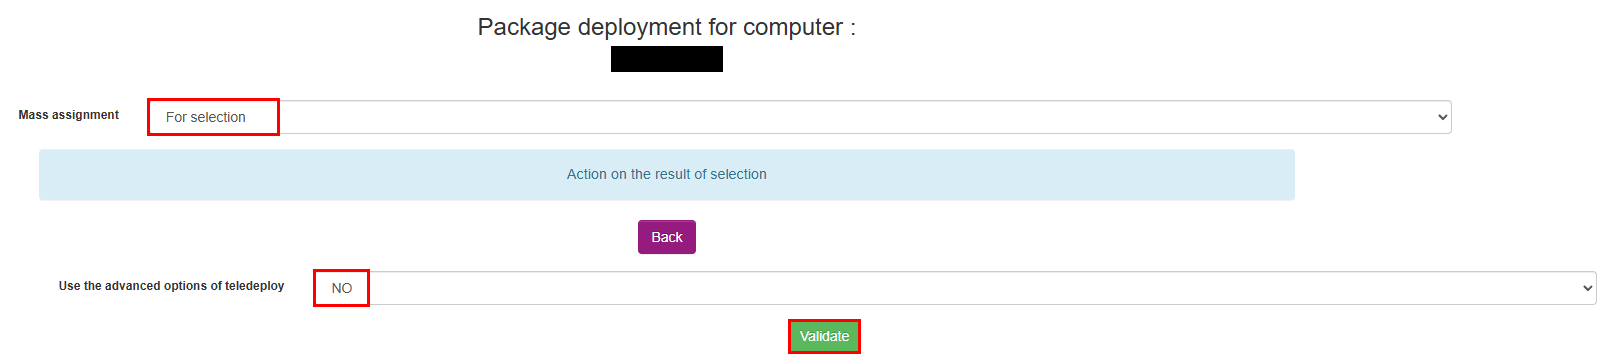 Package deployment for computer :
Mass assignment For selection
Action on the result of selection
Back
Use the advanced options of teledeploy NO
Validate